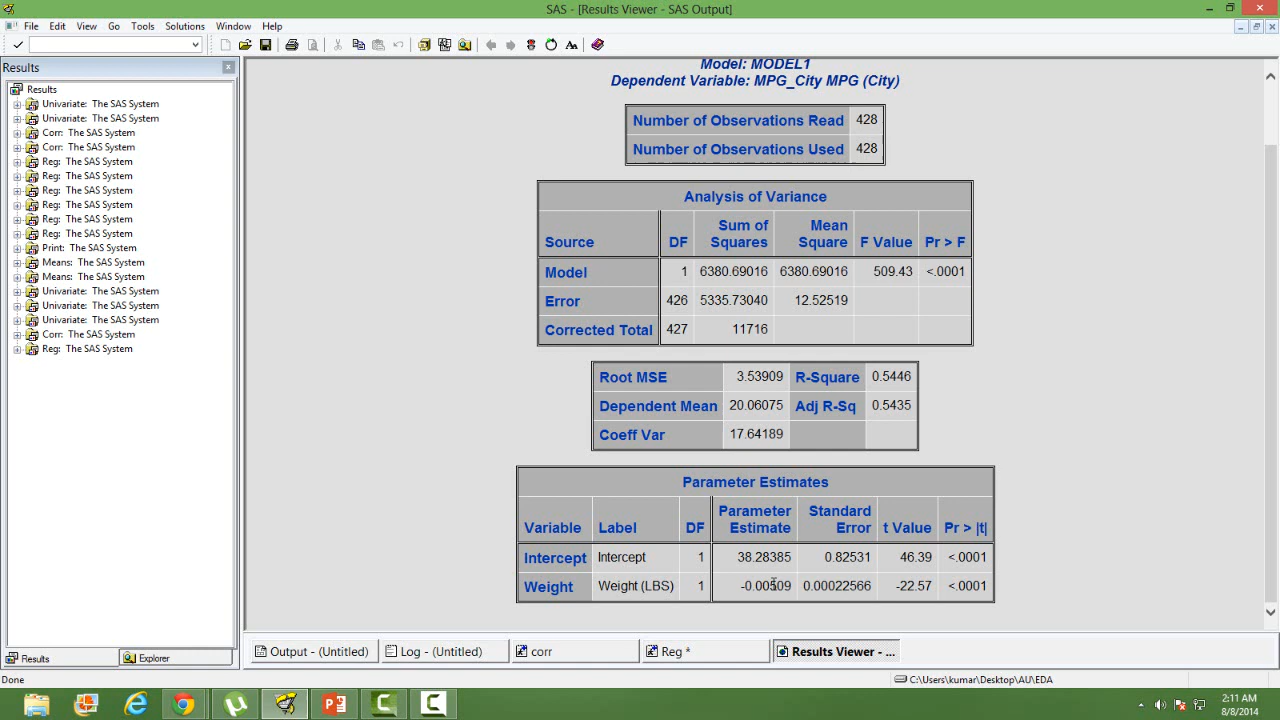 SAS - [Results Viewer - SAS Output]
File Edit View Go Tools Solutions Window Help
Results
Results
Univariate: The SAS System
Univariate: The SAS System
Corr: The SAS System
Corr: The SAS System
Reg: The SAS System
Reg: The SAS System
Reg: The SAS System
Reg: The SAS System
Reg: The SAS System
Reg: The SAS System
Print: The SAS System
Means: The SAS System
Means: The SAS System
Univariate: The SAS System
Univariate: The SAS System
Univariate: The SAS System
Corr: The SAS System
Reg: The SAS System
Results Explorer
Model: MODEL1
Dependent Variable: MPG_City MPG (City)
Number of Observations Read 428
Number of Observations Used 428
Analysis of Variance
Source DF Sum of Squares Mean Square F Value Pr > F
Model 1 6380.69016 6380.69016 509.43 <.0001
Error 426 5335.73040 12.52519
Corrected Total 427 11716
Root MSE 3.53909 R-Square 0.5446
Dependent Mean 20.06075 Adj R-Sq 0.5435
Coeff Var 17.64189
Parameter Estimates
Variable Label DF Parameter Estimate Standard Error t Value Pr > |t|
Intercept Intercept 1 38.28385 0.82531 46.39 <.0001
Weight Weight (LBS) 1 -0.00509 0.00022566 -22.57 <.0001
Output - (Untitled) Log - (Untitled) corr Reg * Results Viewer - ...
Done C:\Users\kumar\Desktop\AU\EDA
2:11 AM
8/8/2014